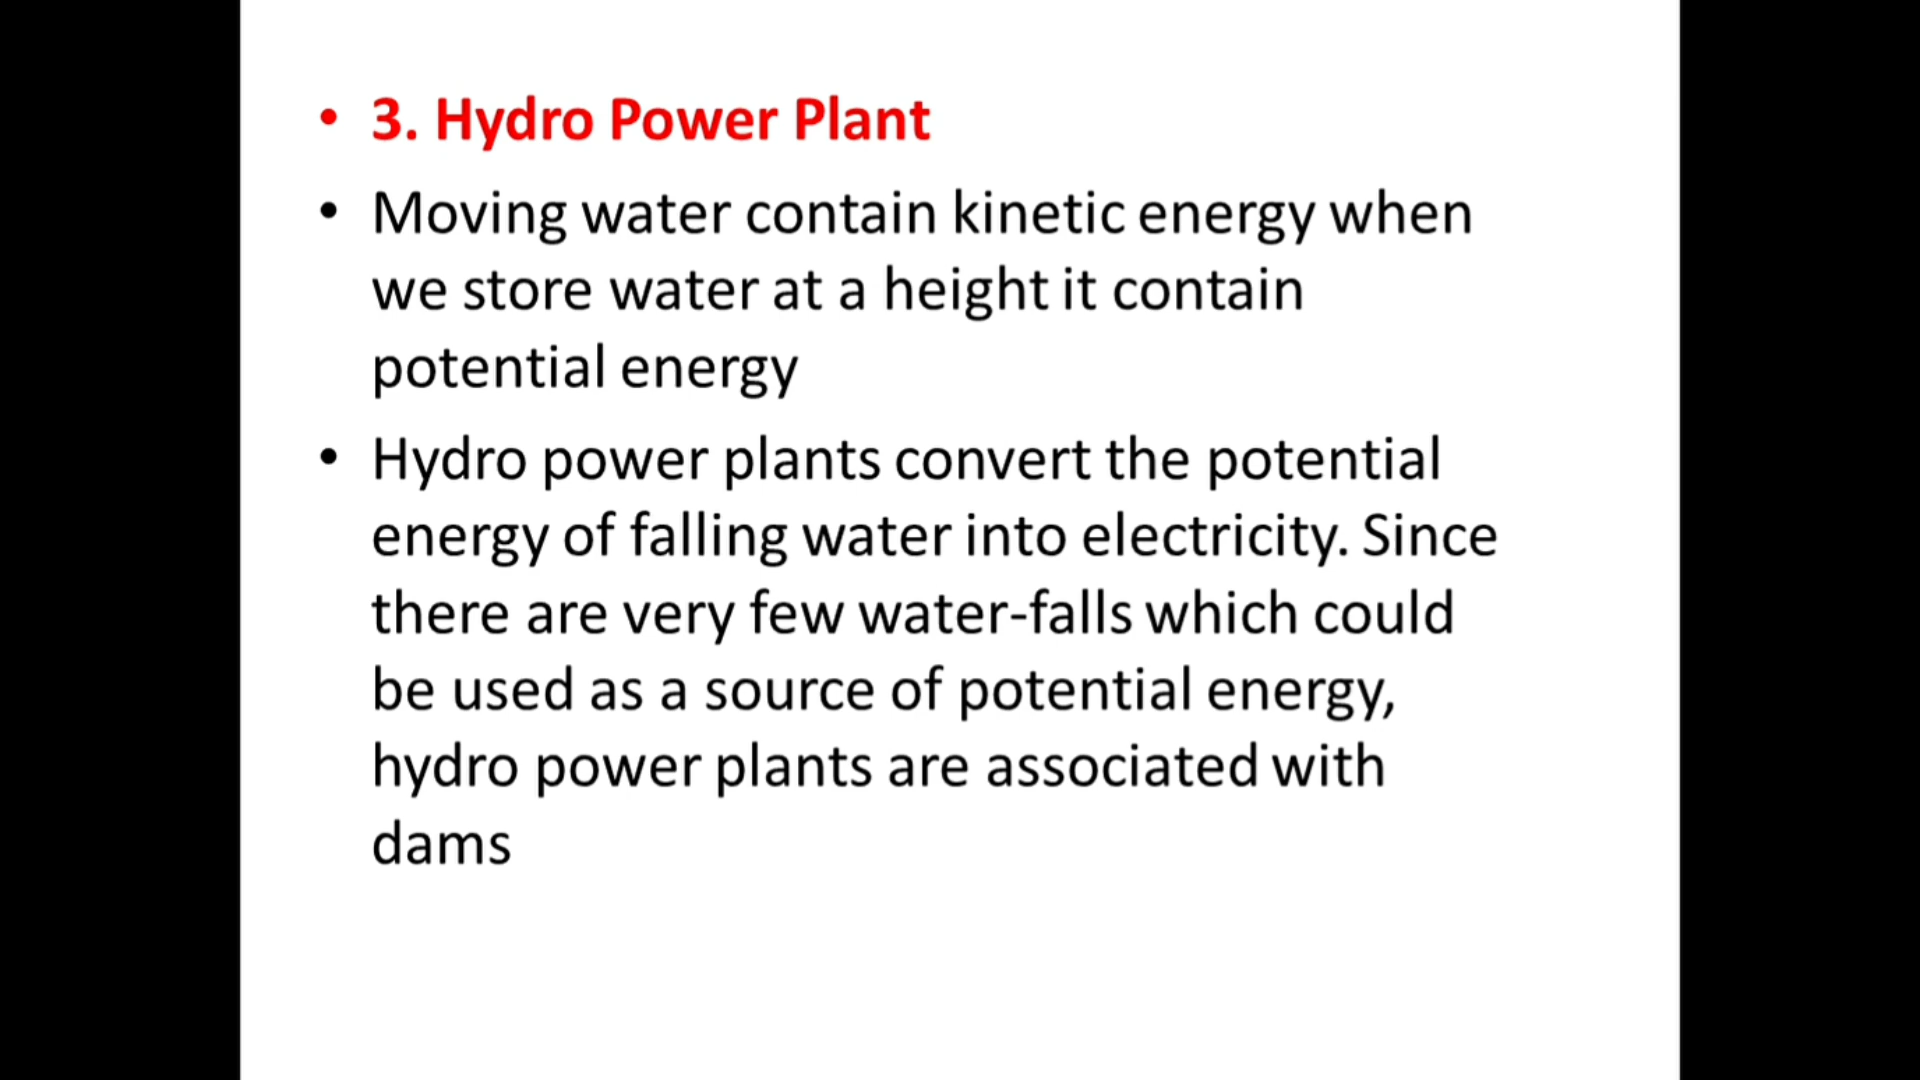 • 3. Hydro Power Plant
• Moving water contain kinetic energy when
we store water at a height it contain
potential energy
• Hydro power plants convert the potential
energy of falling water into electricity. Since
there are very few water-falls which could
be used as a source of potential energy,
hydro power plants are associated with
dams